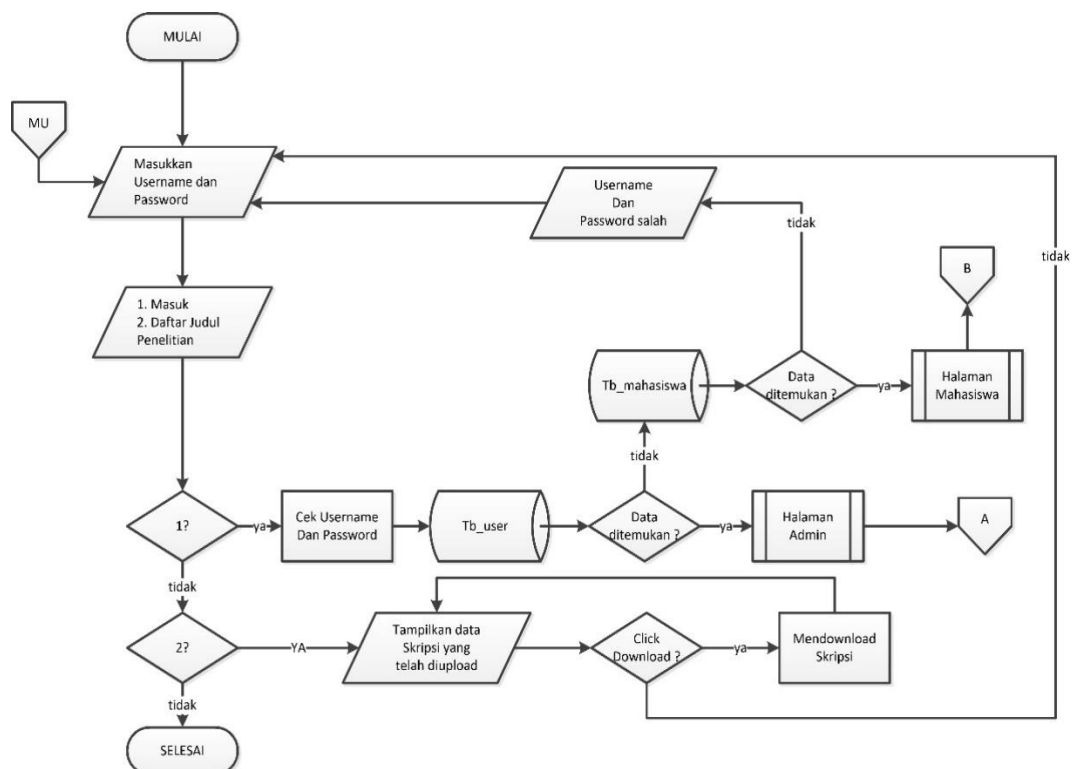 MULAI
MU
Masukkan
Username dan
Password
Username
Dan
Password salah
tidak
tidak
B
1. Masuk
2. Daftar Judul
Penelitian
Tb_mahasiswa
Data
ditemukan ?
ya
Halaman
Mahasiswa
tidak
1?
ya
Cek Username
Dan Password
Tb_user
Data
ditemukan ?
ya
Halaman
Admin
A
tidak
2?
YA
Tampilkan data
Skripsi yang
telah diupload
Click
Download ?
ya
Mendownload
Skripsi
tidak
SELESAI